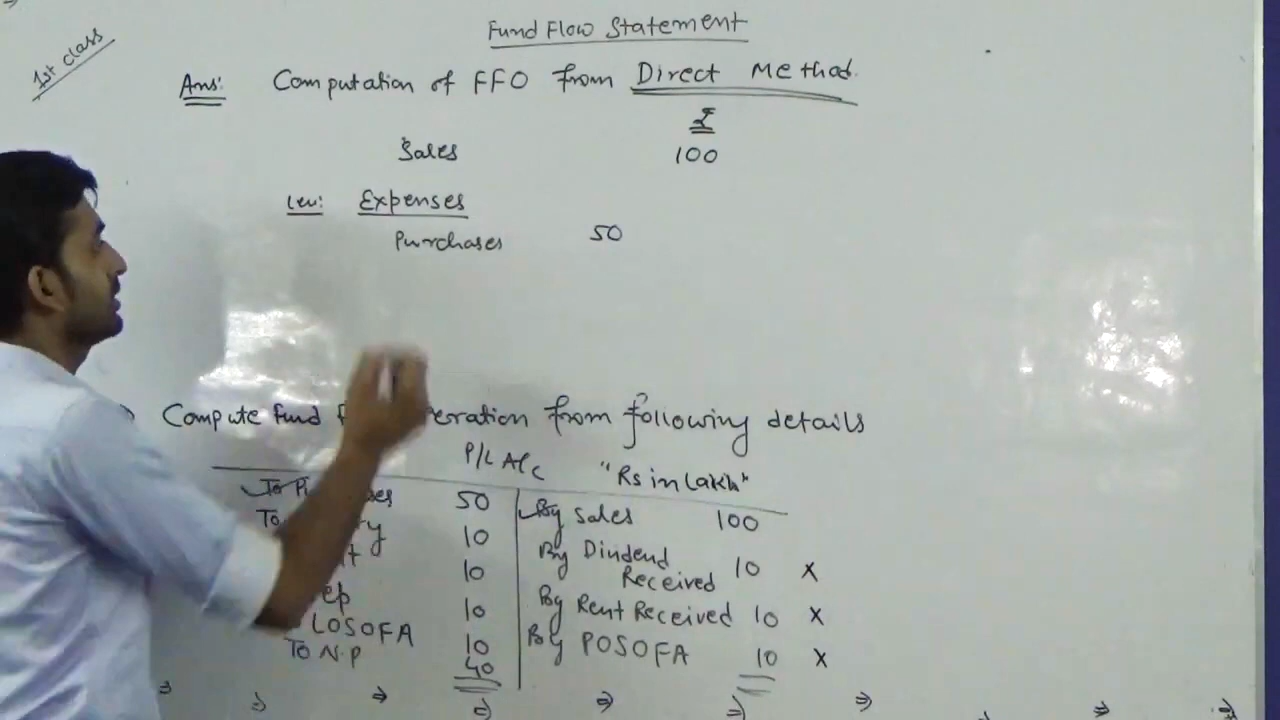 1st class
Fund Flow Statement
Ans: Computation of FFO from Direct Method.
₹
Sales 100
Less: Expenses
Purchases 50
Compute Fund eration from following details
P/L A/c "Rs in Lakh"
To 50 By Sales 100
To 10 By Dividend
Received 10 x
10
10 By Rent Received 10 x
LOSOFA 10 By POSOFA 10 x
To N.P 40